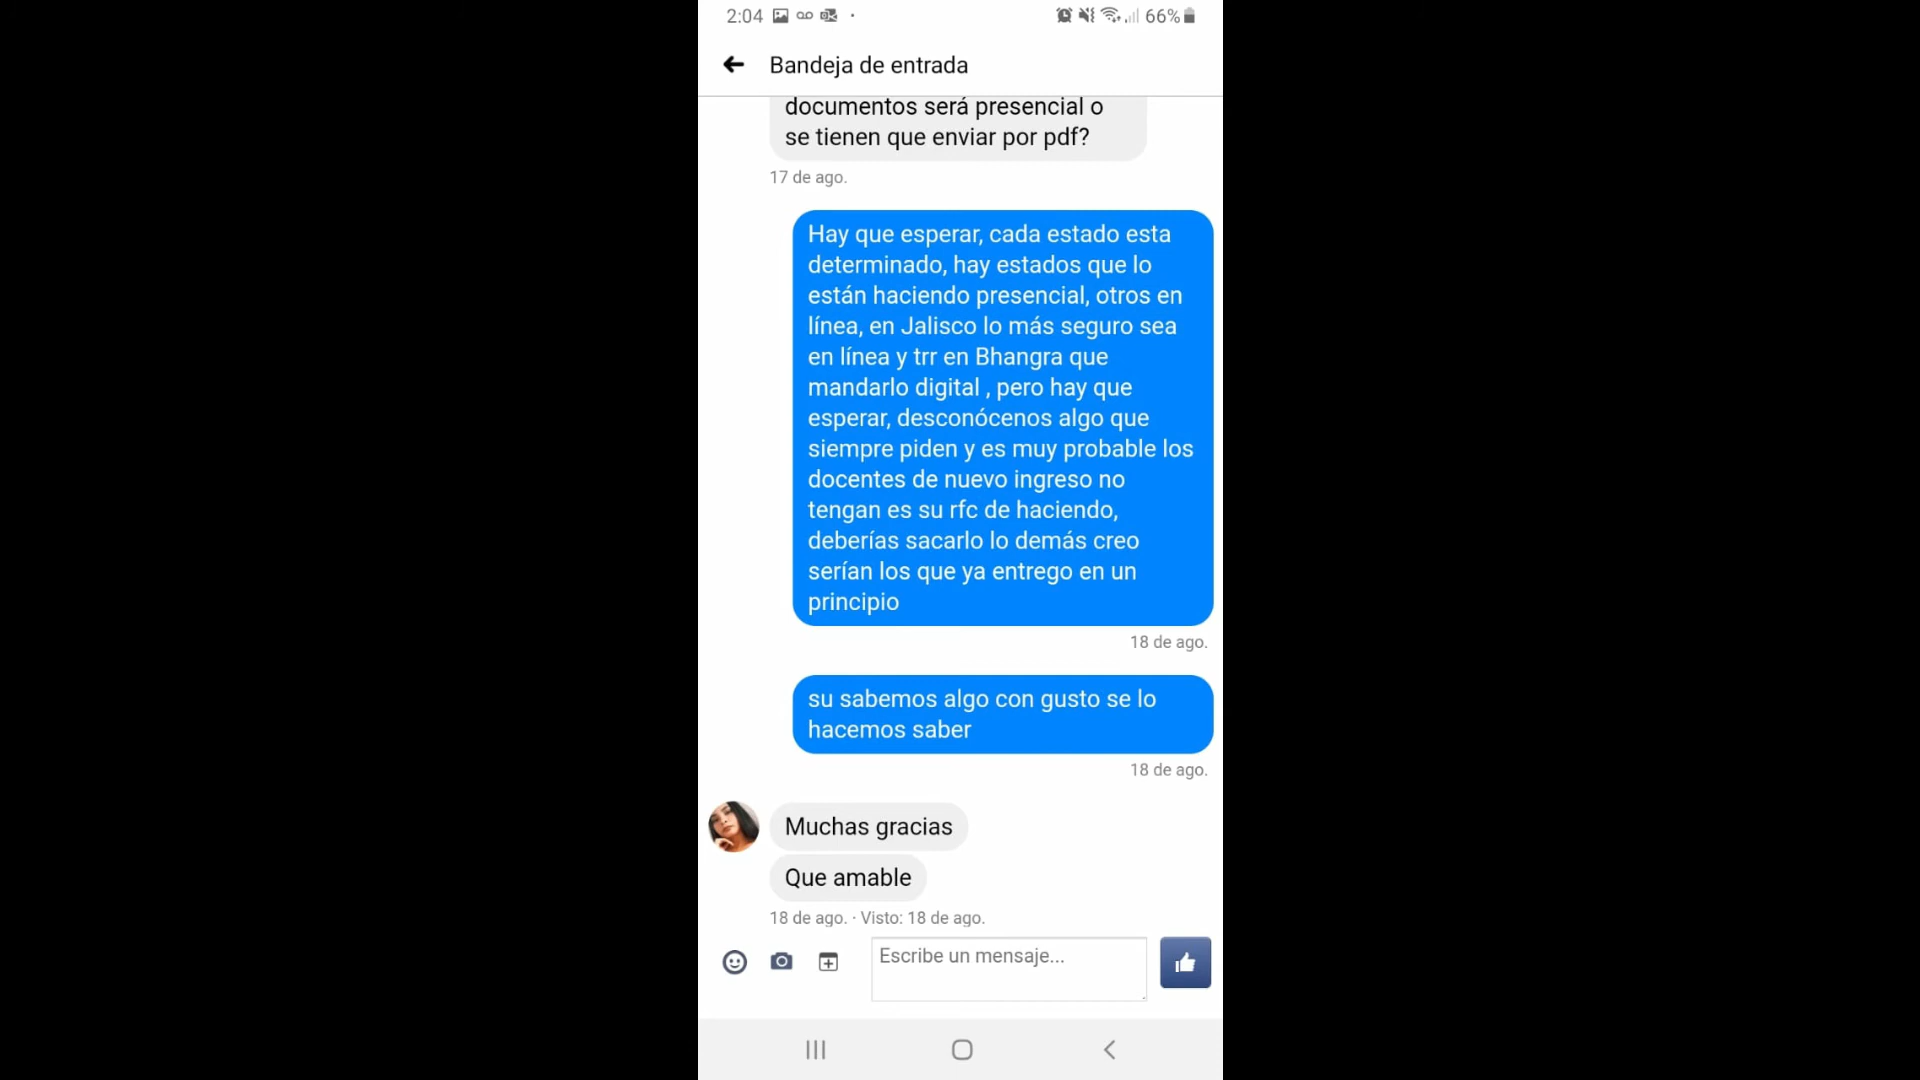 2:04
66%
Bandeja de entrada
documentos será presencial o
se tienen que enviar por pdf?
17 de ago.
Hay que esperar, cada estado esta
determinado, hay estados que lo
están haciendo presencial, otros en
línea, en Jalisco lo más seguro sea
en línea y trr en Bhangra que
mandarlo digital , pero hay que
esperar, desconócenos algo que
siempre piden y es muy probable los
docentes de nuevo ingreso no
tengan es su rfc de haciendo,
deberías sacarlo lo demás creo
serían los que ya entrego en un
principio
18 de ago.
su sabemos algo con gusto se lo
hacemos saber
18 de ago.
Muchas gracias
Que amable
18 de ago. · Visto: 18 de ago.
Escribe un mensaje...